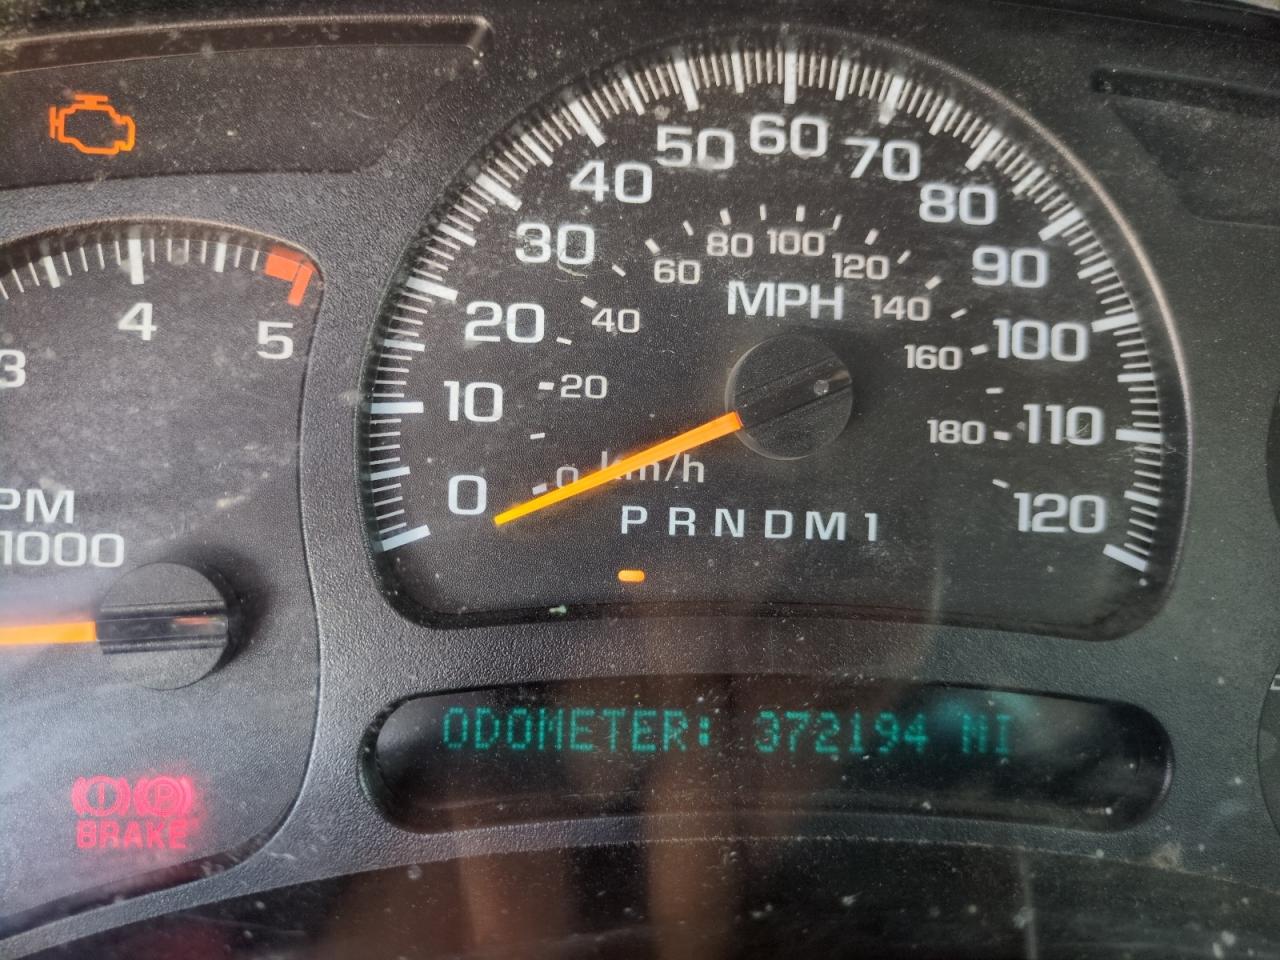 50 60 70
40 80
30 80 100 120 90
60 MPH 140
20 40 100
160
10 20 110
180
0 0 km/h 120
P R N D M 1
3 4 5
PM
1000
ODOMETER: 372194 MI
BRAKE